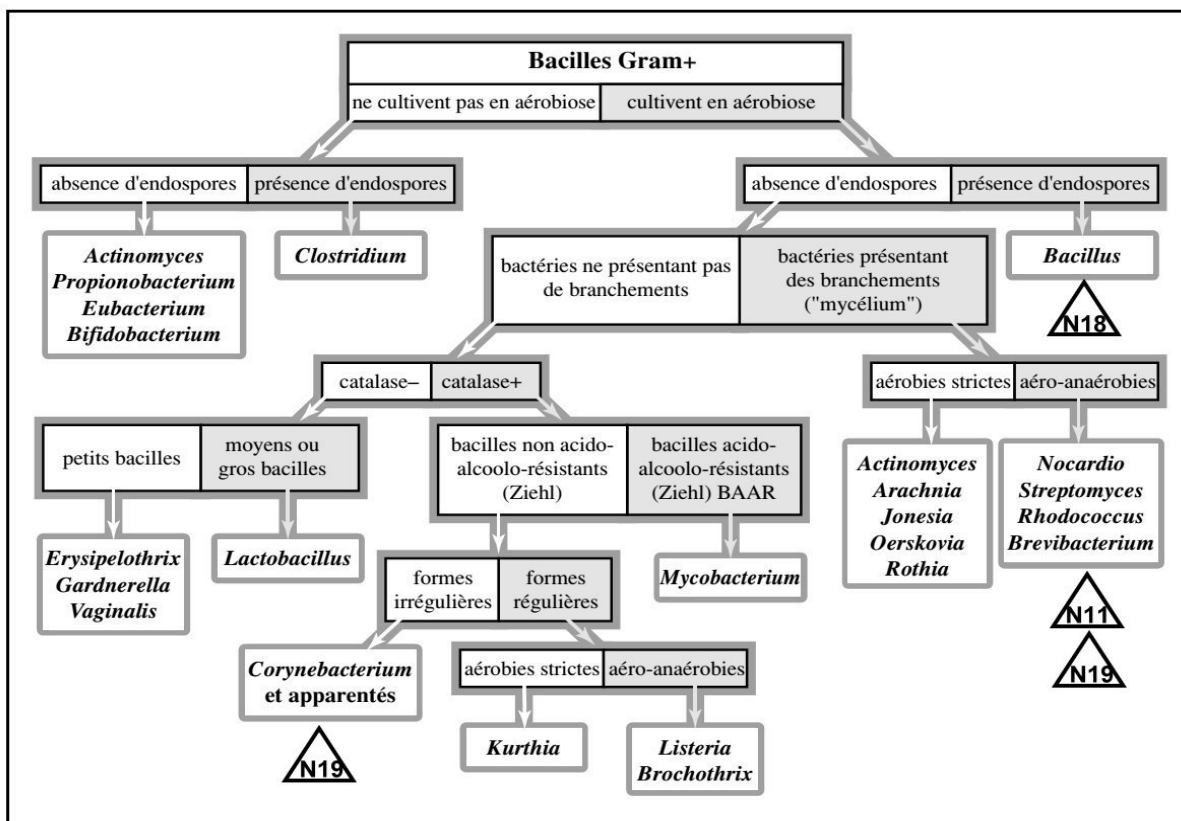 Bacilles Gram+
ne cultivent pas en aérobiose
cultivent en aérobiose
absence d'endospores
présence d'endospores
absence d'endospores
présence d'endospores
Actinomyces
Propionobacterium
Eubacterium
Bifidobacterium
Clostridium
bactéries ne présentant pas
de branchements
bactéries présentant
des branchements
("mycélium")
Bacillus
N18
catalase–
catalase+
aérobies strictes
aéro-anaérobies
petits bacilles
moyens ou
gros bacilles
bacilles non acido-
alcoolo-résistants
(Ziehl)
bacilles acido-
alcoolo-résistants
(Ziehl) BAAR
Actinomyces
Arachnia
Jonesia
Oerskovia
Rothia
Nocardio
Streptomyces
Rhodococcus
Brevibacterium
N11
N19
Erysipelothrix
Gardnerella
Vaginalis
Lactobacillus
formes
irrégulières
formes
régulières
Mycobacterium
Corynebacterium
et apparentés
N19
aérobies strictes
aéro-anaérobies
Kurthia
Listeria
Brochothrix